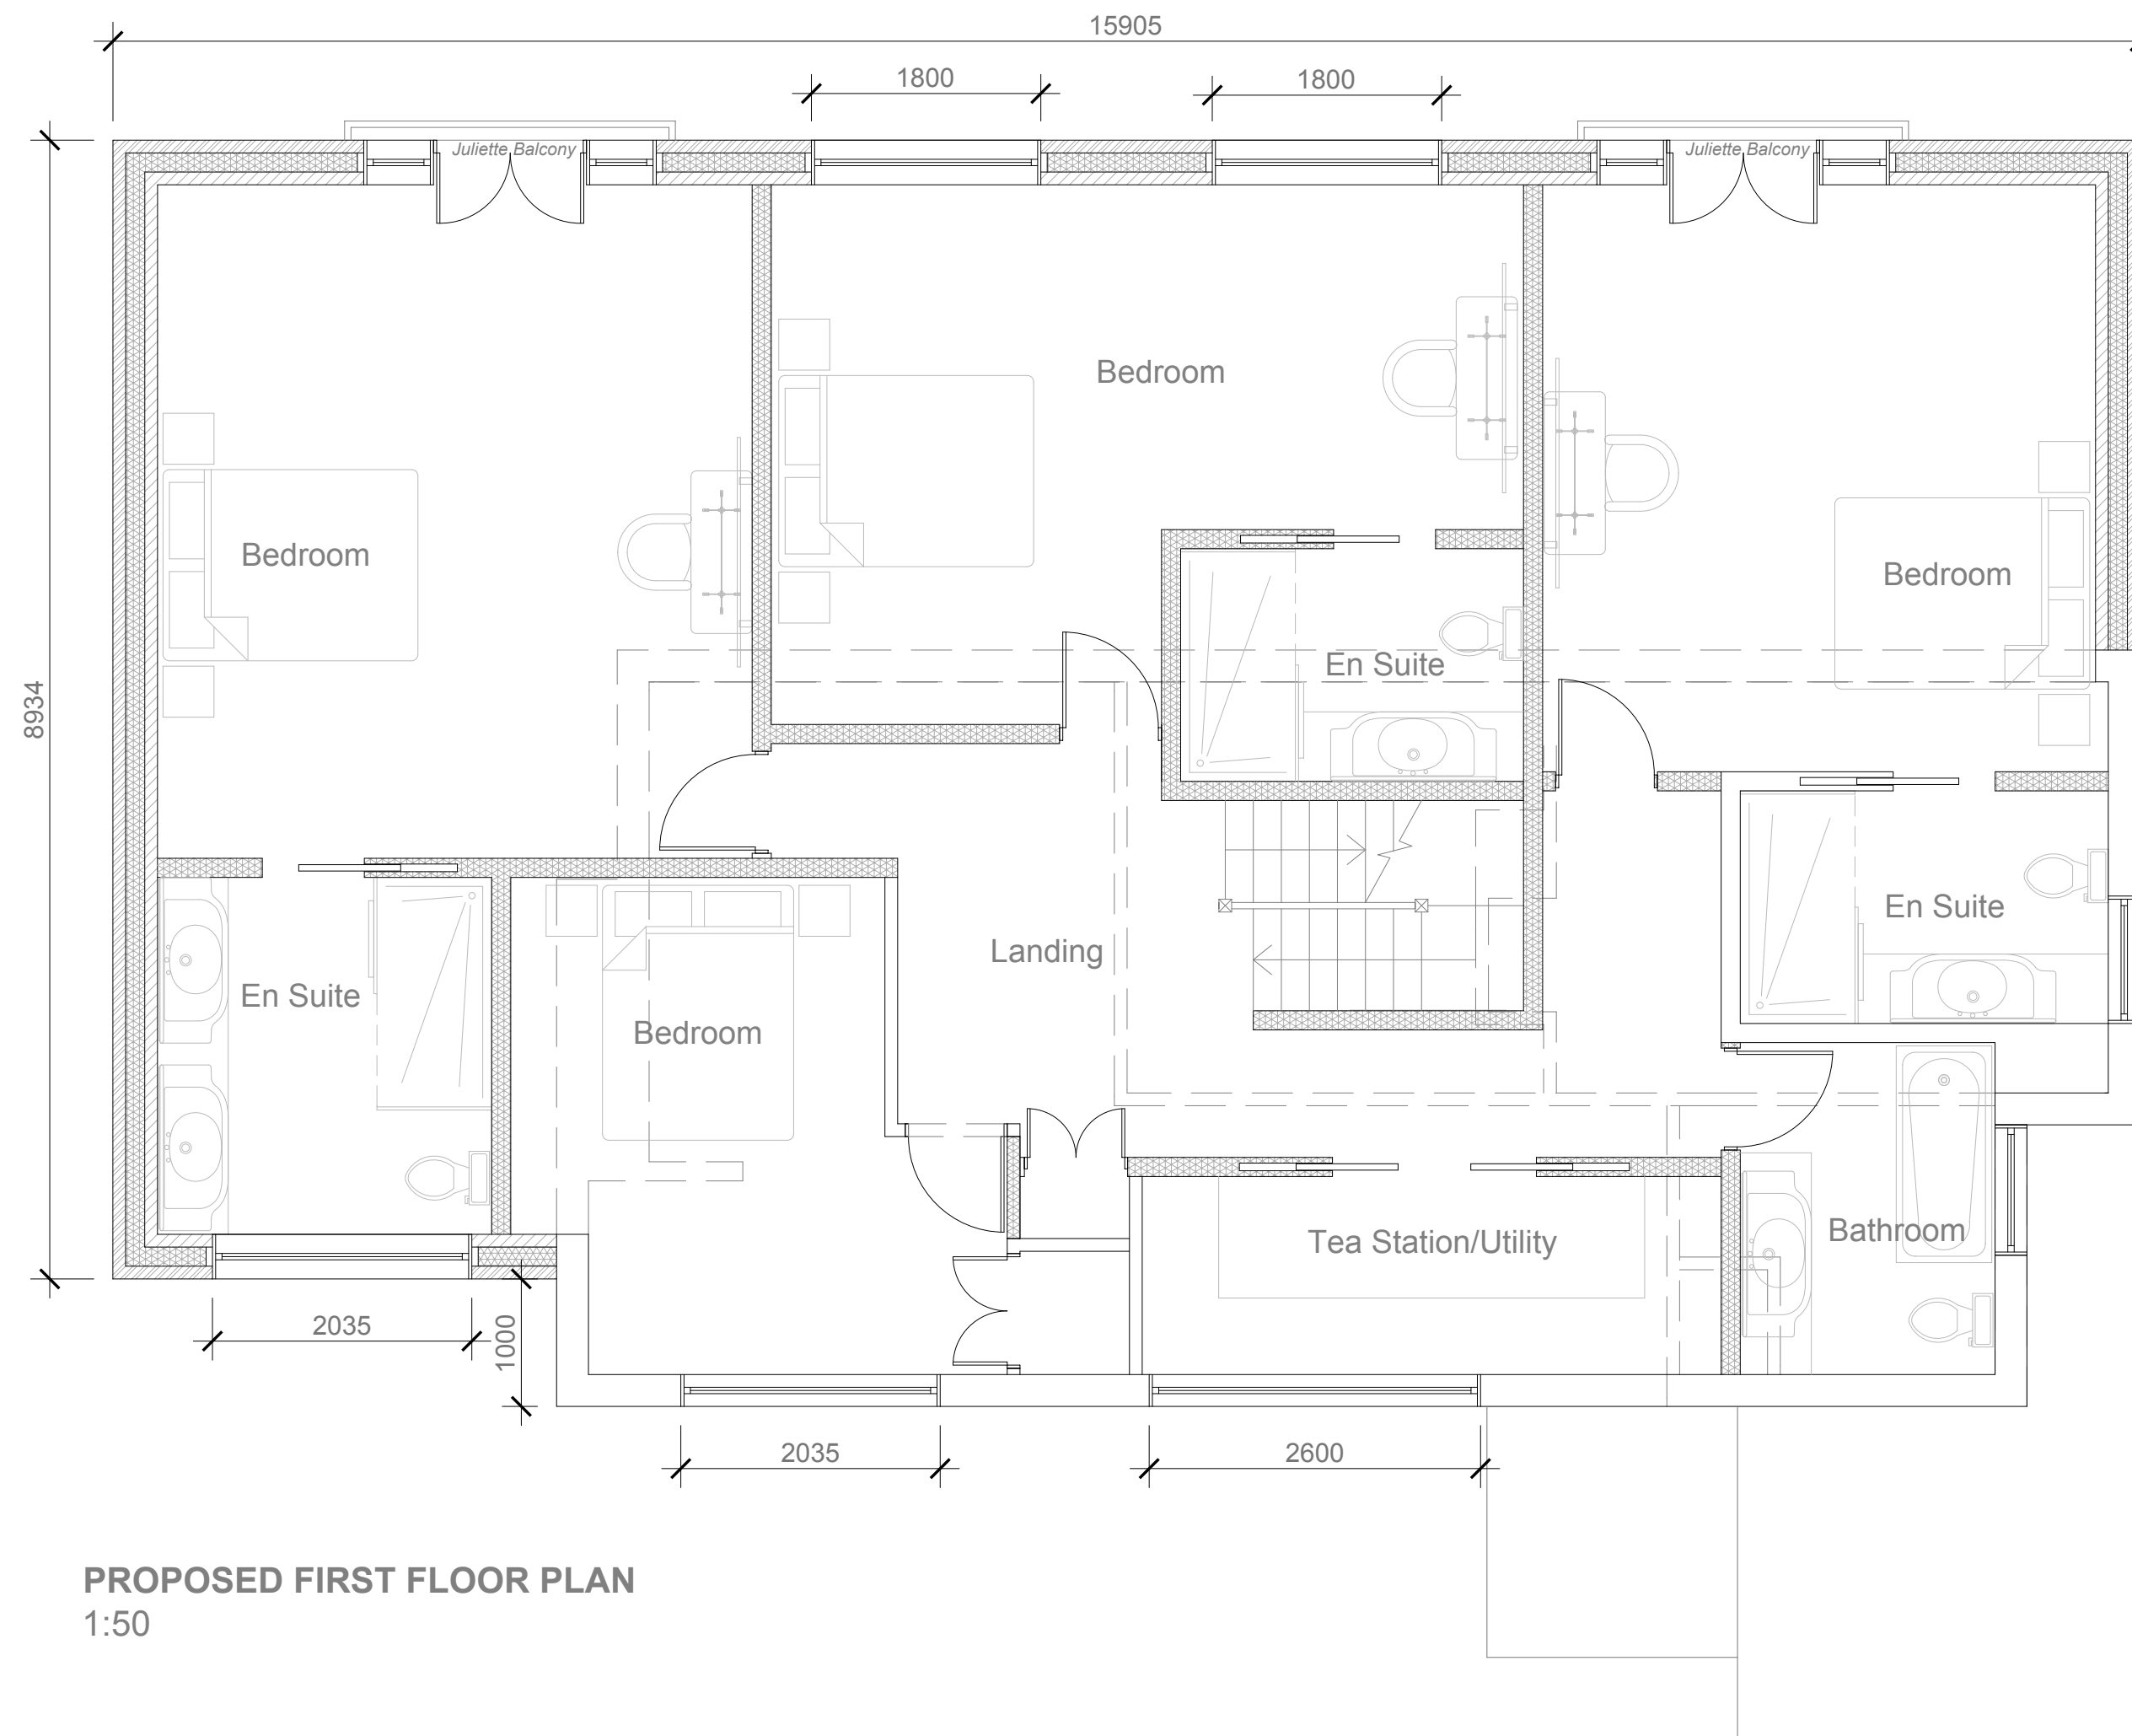 15905
1800
1800
Juliette Balcony
Juliette Balcony
Bedroom
Bedroom
Bedroom
En Suite
8934
En Suite
Landing
En Suite
Bedroom
Bathroom
Tea Station/Utility
2035
1000
2035
2600
PROPOSED FIRST FLOOR PLAN
1:50